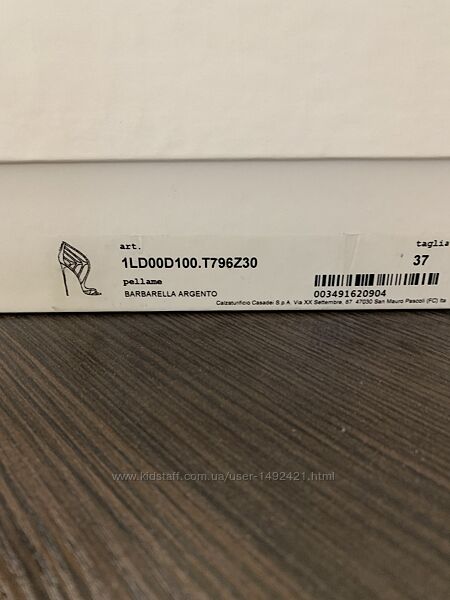 art.
taglia
1LD00D100.T796Z30
37
pellame
BARBARELLA ARGENTO
003491620904
Calzaturificio Casadei S.p.A. Via XX Settembre, 87 47030 San Mauro Pascoli (FC) Ita
www.kidstaff.com.ua/user-1492421.html